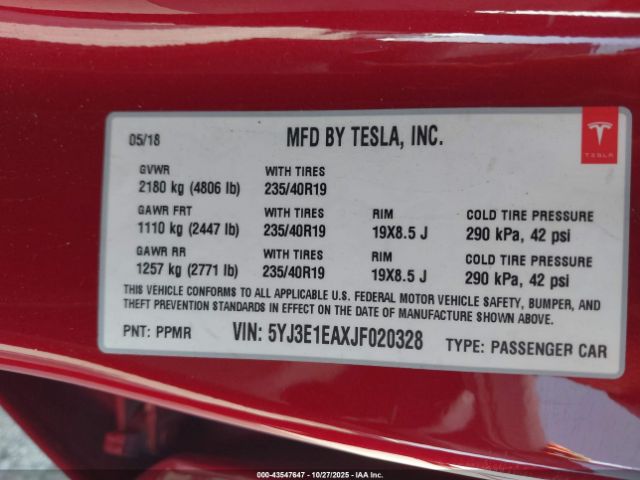 05/18 MFD BY TESLA, INC.
TESLA
GVWR WITH TIRES
2180 kg (4806 lb) 235/40R19
GAWR FRT WITH TIRES RIM COLD TIRE PRESSURE
1110 kg (2447 lb) 235/40R19 19X8.5 J 290 kPa, 42 psi
GAWR RR WITH TIRES RIM COLD TIRE PRESSURE
1257 kg (2771 lb) 235/40R19 19X8.5 J 290 kPa, 42 psi
THIS VEHICLE CONFORMS TO ALL APPLICABLE U.S. FEDERAL MOTOR VEHICLE SAFETY, BUMPER, AND
THEFT PREVENTION STANDARDS IN EFFECT ON THE DATE OF MANUFACTURE SHOWN ABOVE.
PNT: PPMR VIN: 5YJ3E1EAXJF020328 TYPE: PASSENGER CAR
000-43547647 - 10/27/2025 - IAA Inc.